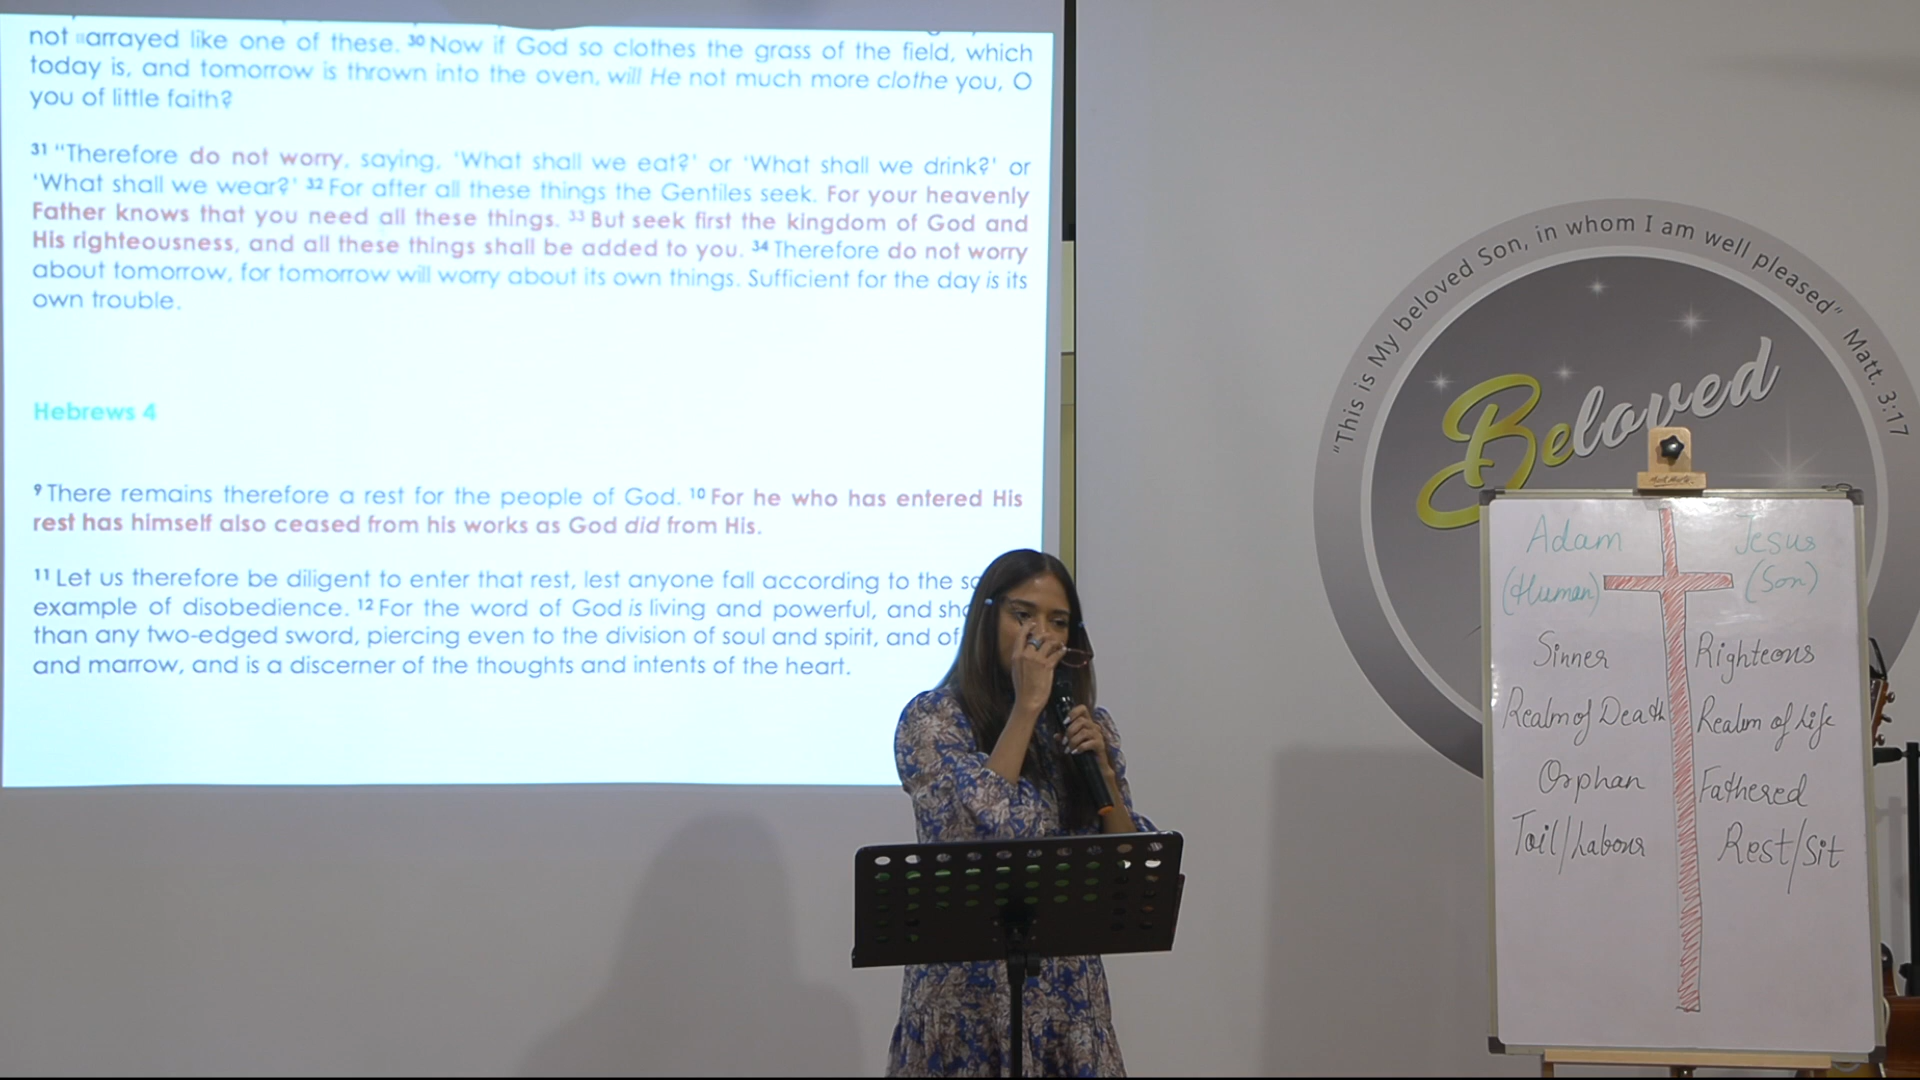 not arrayed like one of these. 30 Now if God so clothes the grass of the field, which
today is, and tomorrow is thrown into the oven, will He not much more clothe you, O
you of little faith?
31 “Therefore do not worry, saying, ‘What shall we eat?’ or ‘What shall we drink?’ or
‘What shall we wear?’ 32 For after all these things the Gentiles seek. For your heavenly
Father knows that you need all these things. 33 But seek first the kingdom of God and
His righteousness, and all these things shall be added to you. 34 Therefore do not worry
about tomorrow, for tomorrow will worry about its own things. Sufficient for the day is its
own trouble.
Hebrews 4
9 There remains therefore a rest for the people of God. 10 For he who has entered His
rest has himself also ceased from his works as God did from His.
11 Let us therefore be diligent to enter that rest, lest anyone fall according to the
example of disobedience. 12 For the word of God is living and powerful, and
than any two-edged sword, piercing even to the division of soul and spirit, and of
and marrow, and is a discerner of the thoughts and intents of the heart.
"This is My beloved Son, in whom I am well pleased" Matt. 3:17
Beloved
Adam
(Human)
Sinner
Realm of Death
Orphan
Toil/Labour
Jesus
(Son)
Righteous
Realm of Life
Fathered
Rest/Sit